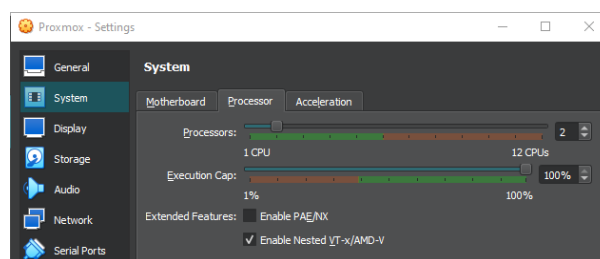 Proxmox - Settings
General
System
Display
Storage
Audio
Network
Serial Ports
System
Motherboard Processor Acceleration
Processors: 2
1 CPU 12 CPUs
Execution Cap: 100%
1% 100%
Extended Features: Enable PAE/NX
Enable Nested VT-x/AMD-V